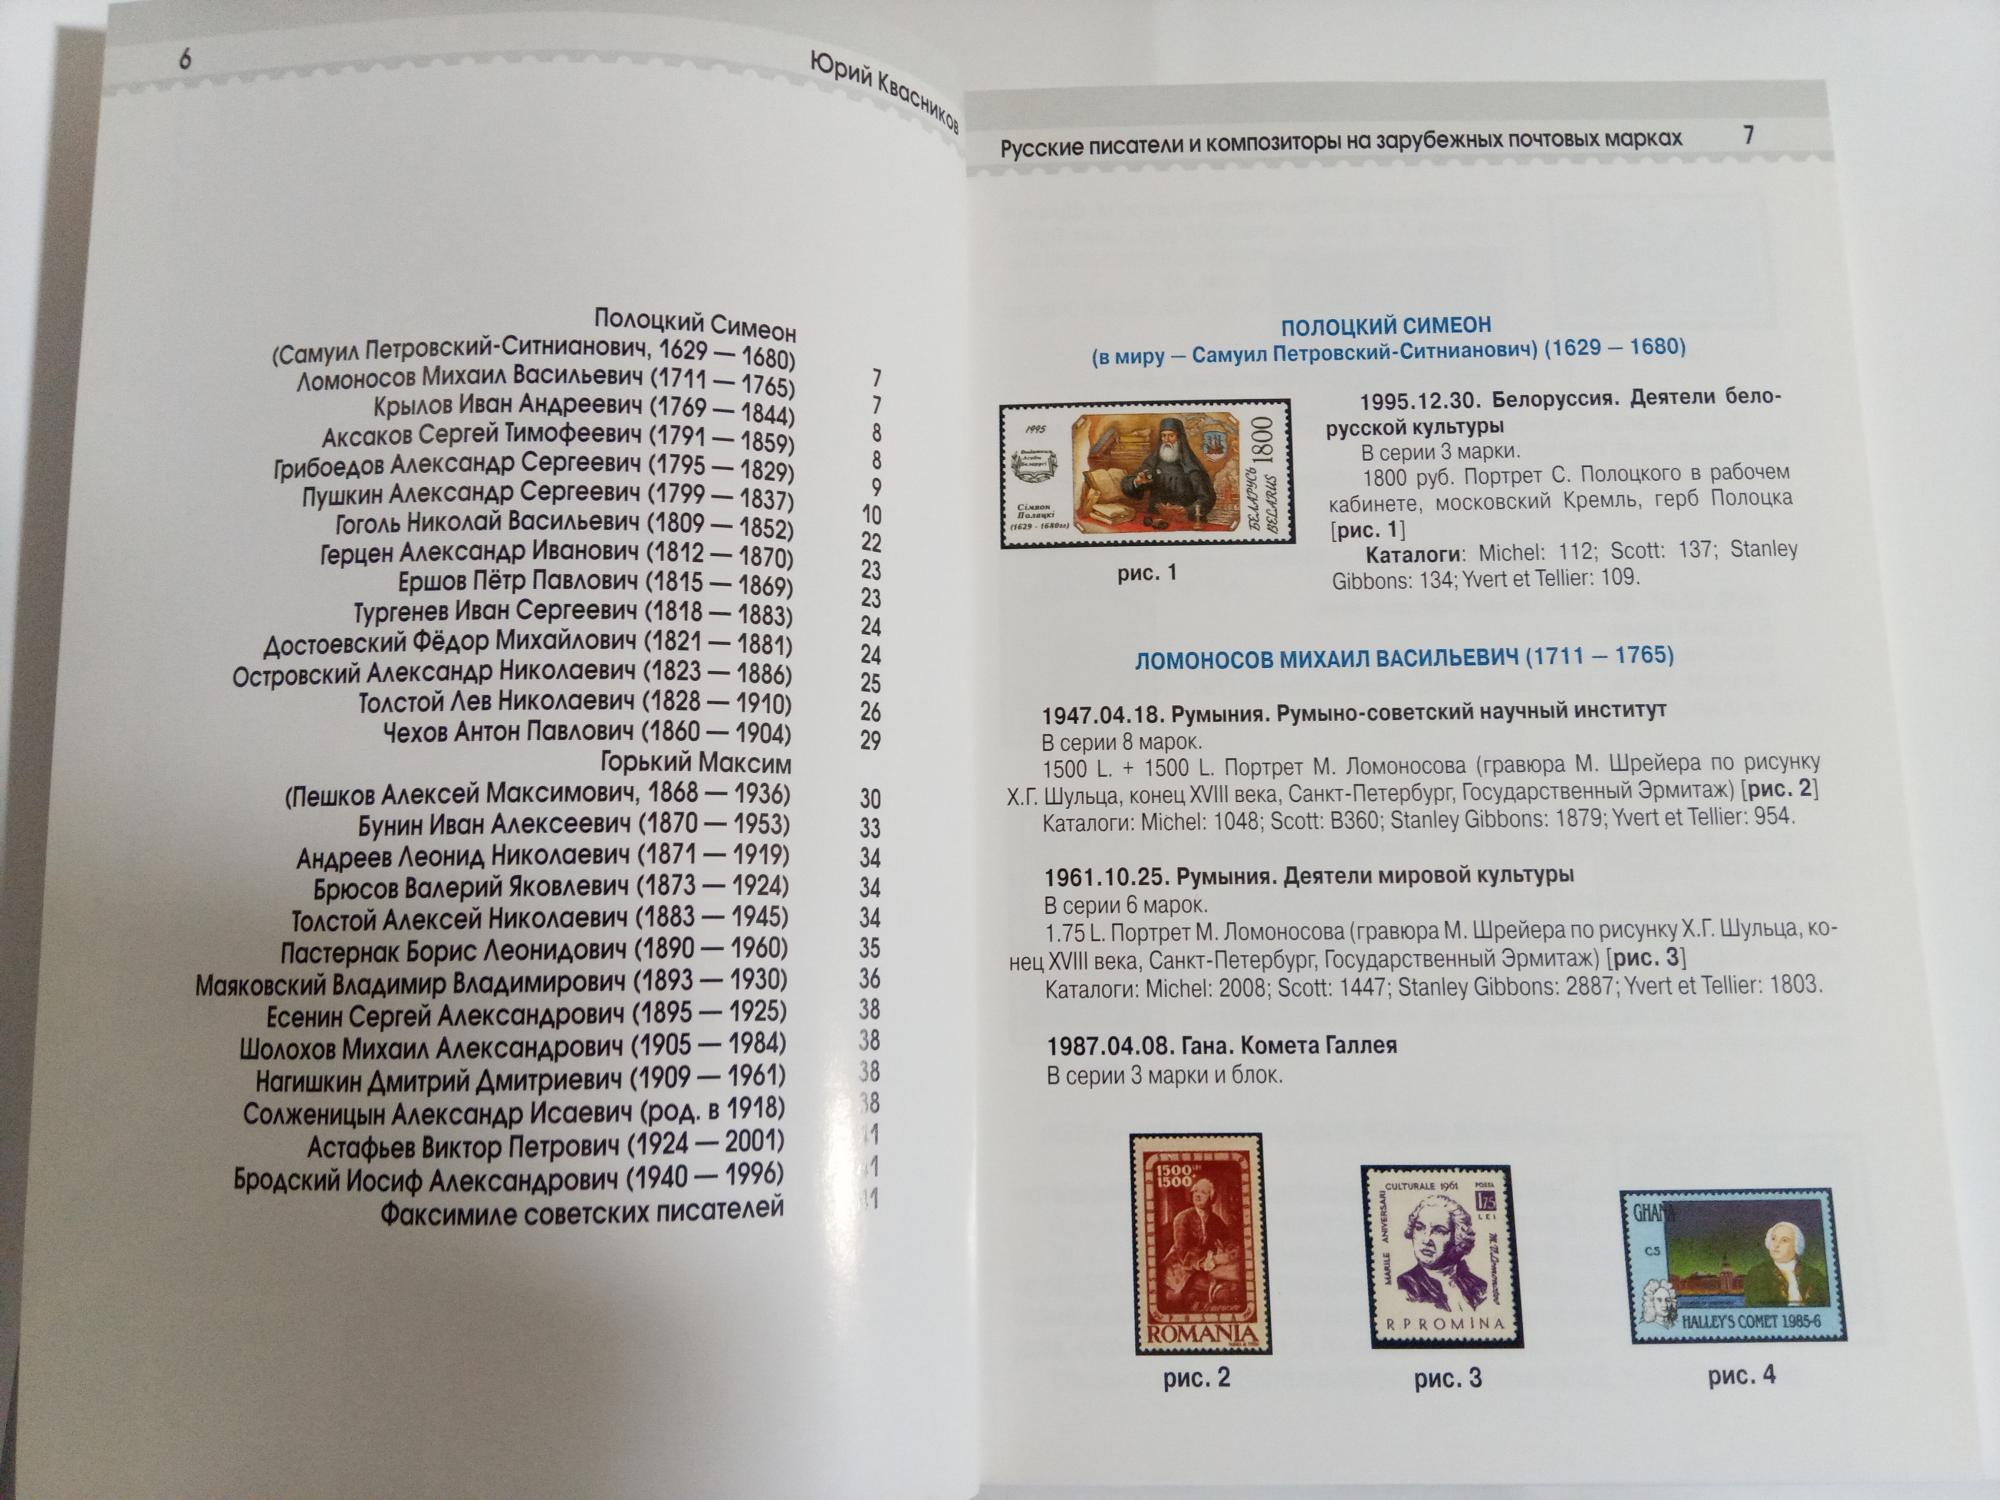 6
Юрий Квасников
Полоцкий Симеон
(Самуил Петровский-Ситнианович, 1629 — 1680) 7
Ломоносов Михаил Васильевич (1711 — 1765) 7
Крылов Иван Андреевич (1769 — 1844) 8
Аксаков Сергей Тимофеевич (1791 — 1859) 8
Грибоедов Александр Сергеевич (1795 — 1829) 9
Пушкин Александр Сергеевич (1799 — 1837) 10
Гоголь Николай Васильевич (1809 — 1852) 22
Герцен Александр Иванович (1812 — 1870) 23
Ершов Пётр Павлович (1815 — 1869) 23
Тургенев Иван Сергеевич (1818 — 1883) 24
Достоевский Фёдор Михайлович (1821 — 1881) 24
Островский Александр Николаевич (1823 — 1886) 25
Толстой Лев Николаевич (1828 — 1910) 26
Чехов Антон Павлович (1860 — 1904) 29
Горький Максим
(Пешков Алексей Максимович, 1868 — 1936) 30
Бунин Иван Алексеевич (1870 — 1953) 33
Андреев Леонид Николаевич (1871 — 1919) 34
Брюсов Валерий Яковлевич (1873 — 1924) 34
Толстой Алексей Николаевич (1883 — 1945) 34
Пастернак Борис Леонидович (1890 — 1960) 35
Маяковский Владимир Владимирович (1893 — 1930) 36
Есенин Сергей Александрович (1895 — 1925) 38
Шолохов Михаил Александрович (1905 — 1984) 38
Нагишкин Дмитрий Дмитриевич (1909 — 1961) 38
Солженицын Александр Исаевич (род. в 1918) 38
Астафьев Виктор Петрович (1924 — 2001)
Бродский Иосиф Александрович (1940 — 1996)
Факсимиле советских писателей
Русские писатели и композиторы на зарубежных почтовых марках 7
ПОЛОЦКИЙ СИМЕОН
(в миру — Самуил Петровский-Ситнианович) (1629 — 1680)
1995
Сімяон
Полацкі
(1629 - 1680гг)
БЕЛАРУСЬ
BELARUS
1800
рис. 1
1995.12.30. Белоруссия. Деятели бело-
русской культуры
В серии 3 марки.
1800 руб. Портрет С. Полоцкого в рабочем
кабинете, московский Кремль, герб Полоцка
[рис. 1]
Каталоги: Michel: 112; Scott: 137; Stanley
Gibbons: 134; Yvert et Tellier: 109.
ЛОМОНОСОВ МИХАИЛ ВАСИЛЬЕВИЧ (1711 — 1765)
1947.04.18. Румыния. Румыно-советский научный институт
В серии 8 марок.
1500 L. + 1500 L. Портрет М. Ломоносова (гравюра М. Шрейера по рисунку
Х.Г. Шульца, конец XVIII века, Санкт-Петербург, Государственный Эрмитаж) [рис. 2]
Каталоги: Michel: 1048; Scott: B360; Stanley Gibbons: 1879; Yvert et Tellier: 954.
1961.10.25. Румыния. Деятели мировой культуры
В серии 6 марок.
1.75 L. Портрет М. Ломоносова (гравюра М. Шрейера по рисунку Х.Г. Шульца, ко-
нец XVIII века, Санкт-Петербург, Государственный Эрмитаж) [рис. 3]
Каталоги: Michel: 2008; Scott: 1447; Stanley Gibbons: 2887; Yvert et Tellier: 1803.
1987.04.08. Гана. Комета Галлея
В серии 3 марки и блок.
1500 LEI
1500
POSTA
ROMANIA
рис. 2
MARILE ANIVERSARI
CULTURALE 1961
POSTA
1,75
LEI
RPROMINA
рис. 3
GHANA
C5
HALLEY'S COMET 1985-6
рис. 4